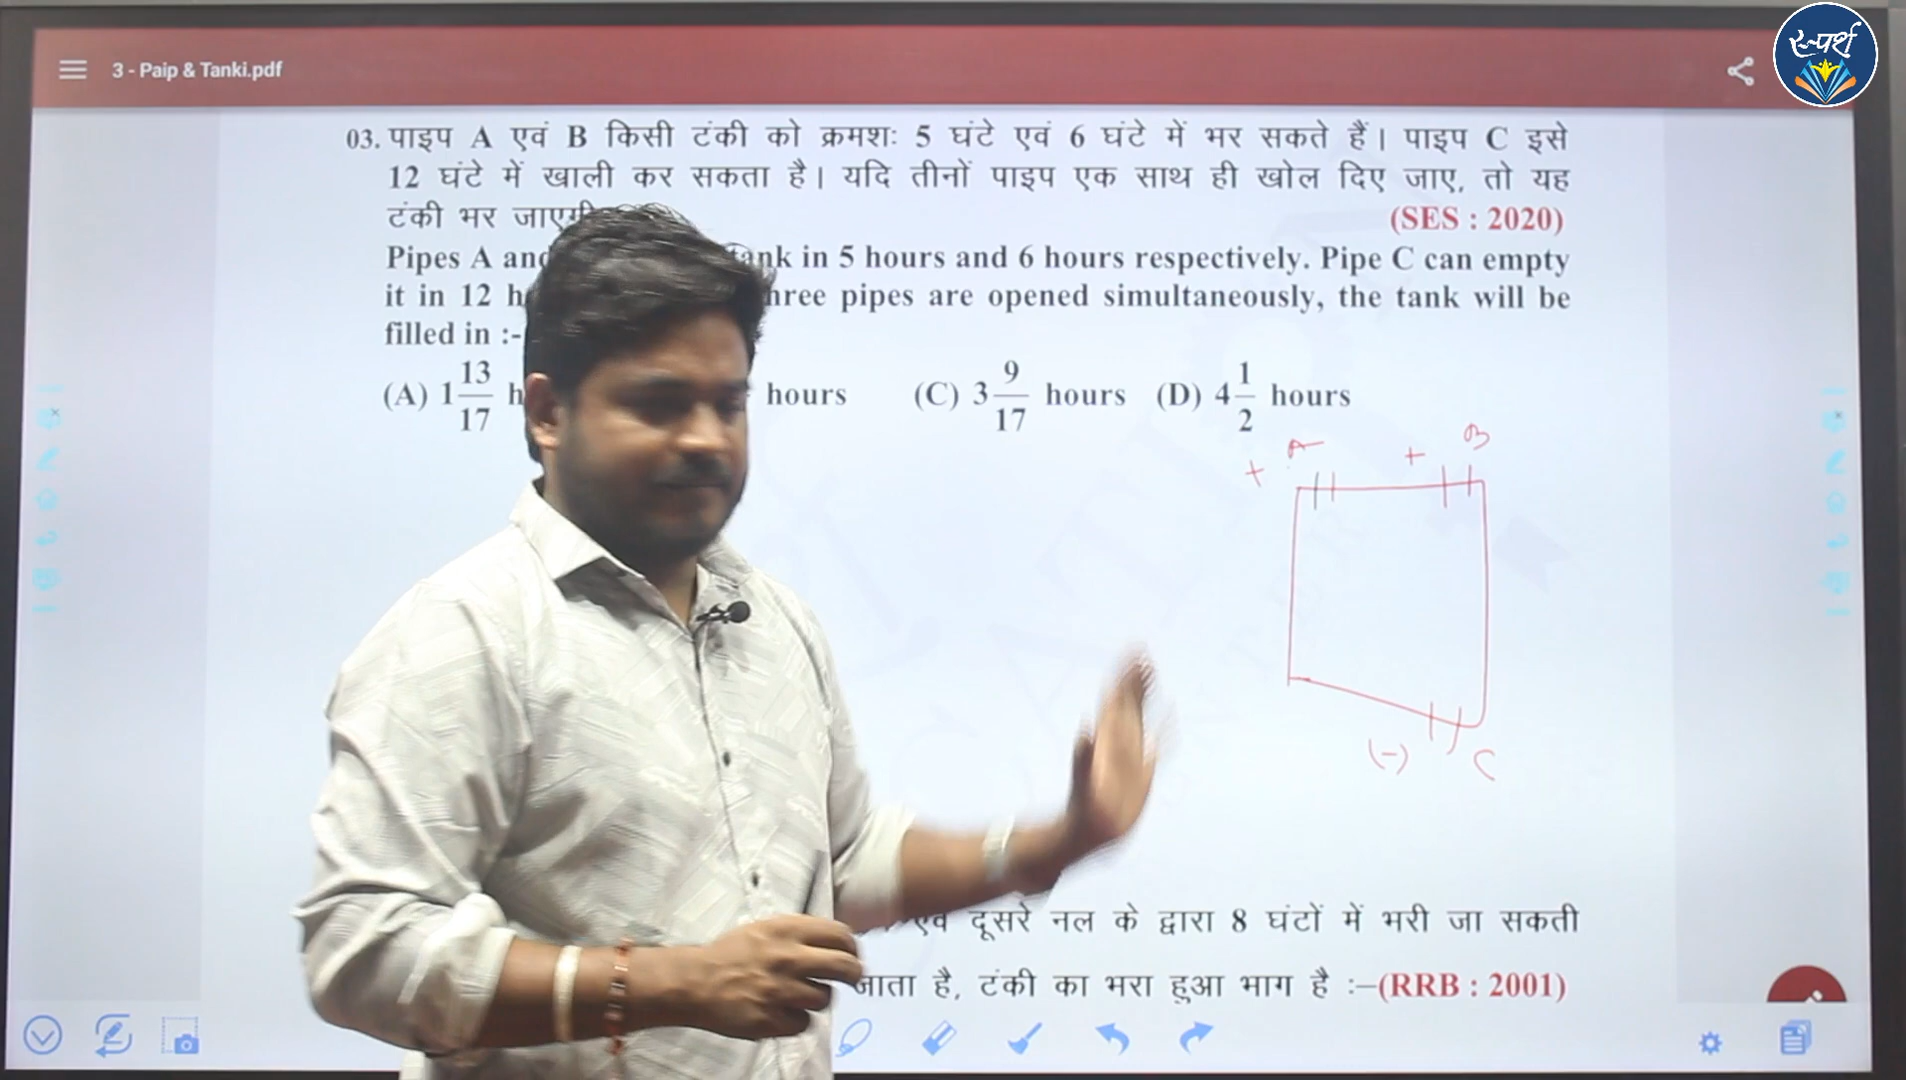 3 - Paip & Tanki.pdf
स्पर्श
03. पाइप A एवं B किसी टंकी को क्रमशः 5 घंटे एवं 6 घंटे में भर सकते हैं। पाइप C इसे
12 घंटे में खाली कर सकता है। यदि तीनों पाइप एक साथ ही खोल दिए जाए, तो यह
टंकी भर (SES : 2020)
Pipes A tank in 5 hours and 6 hours respectively. Pipe C can empty
it in 12 three pipes are opened simultaneously, the tank will be
filled in :-
(A) 1 13/17 hours (C) 3 9/17 hours (D) 4 1/2 hours
+ A + B
(-) C
एवं दूसरे नल के द्वारा 8 घंटों में भरी जा सकती
जाता है, टंकी का भरा हुआ भाग है :–(RRB : 2001)